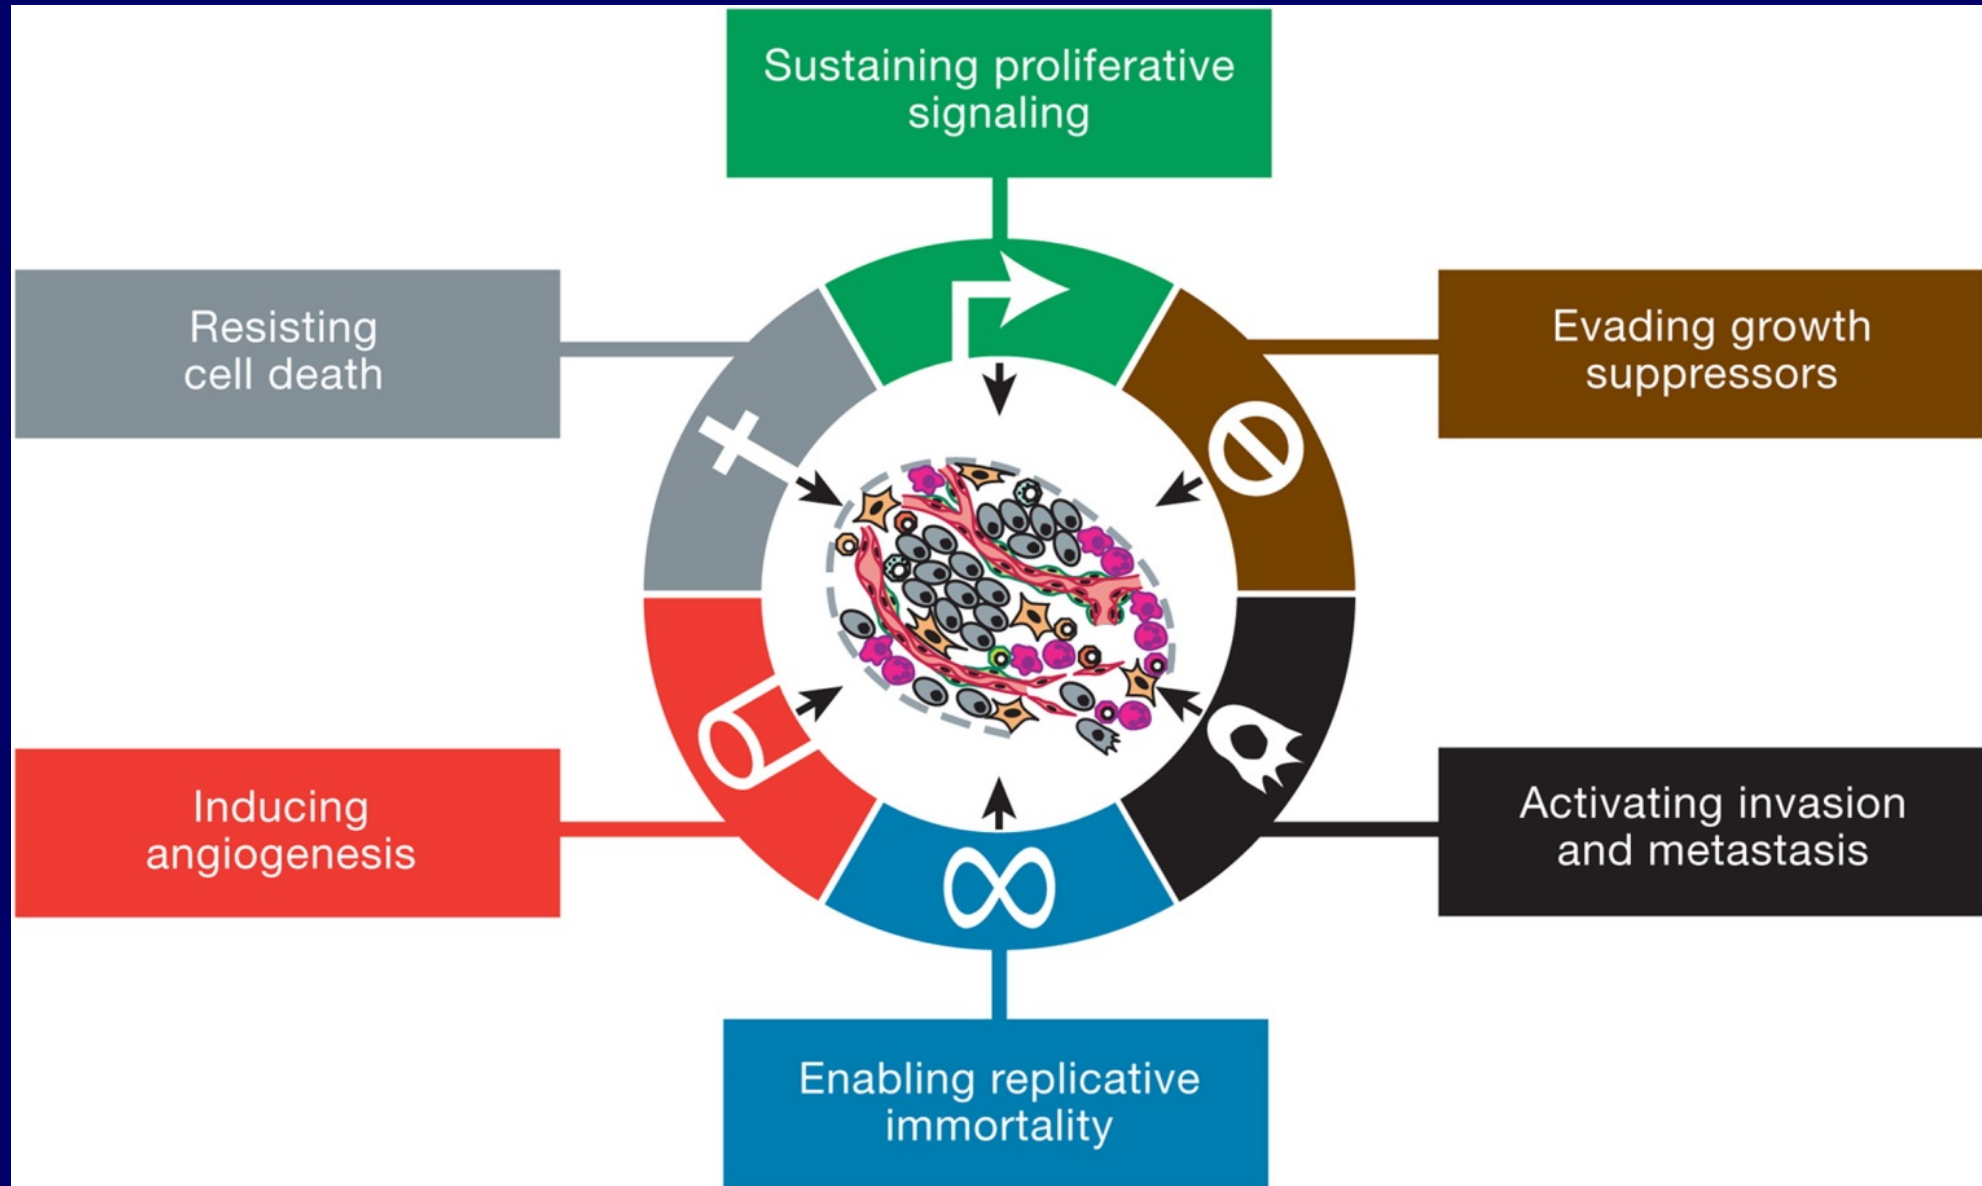 Sustaining proliferative
signaling
Resisting
cell death
Evading growth
suppressors
Inducing
angiogenesis
Activating invasion
and metastasis
Enabling replicative
immortality